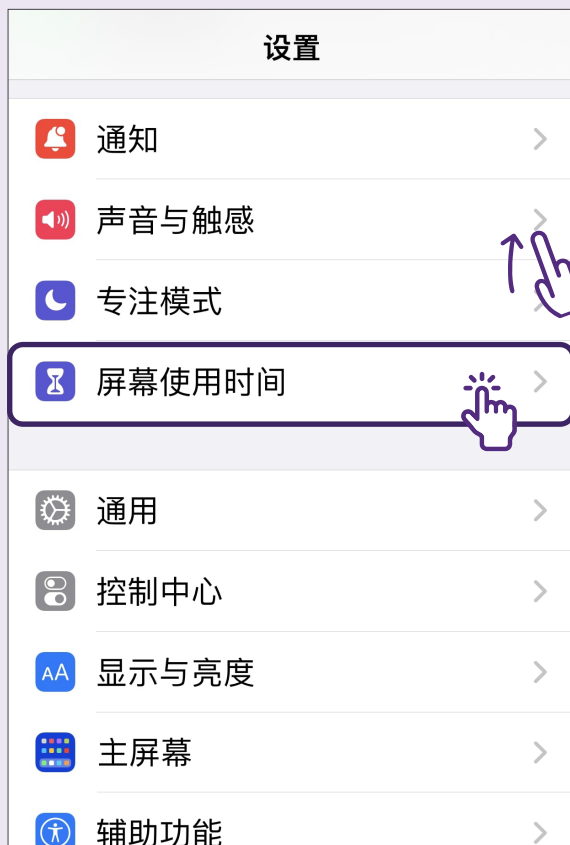 设置
通知
声音与触感
专注模式
屏幕使用时间
通用
控制中心
AA
显示与亮度
主屏幕
辅助功能